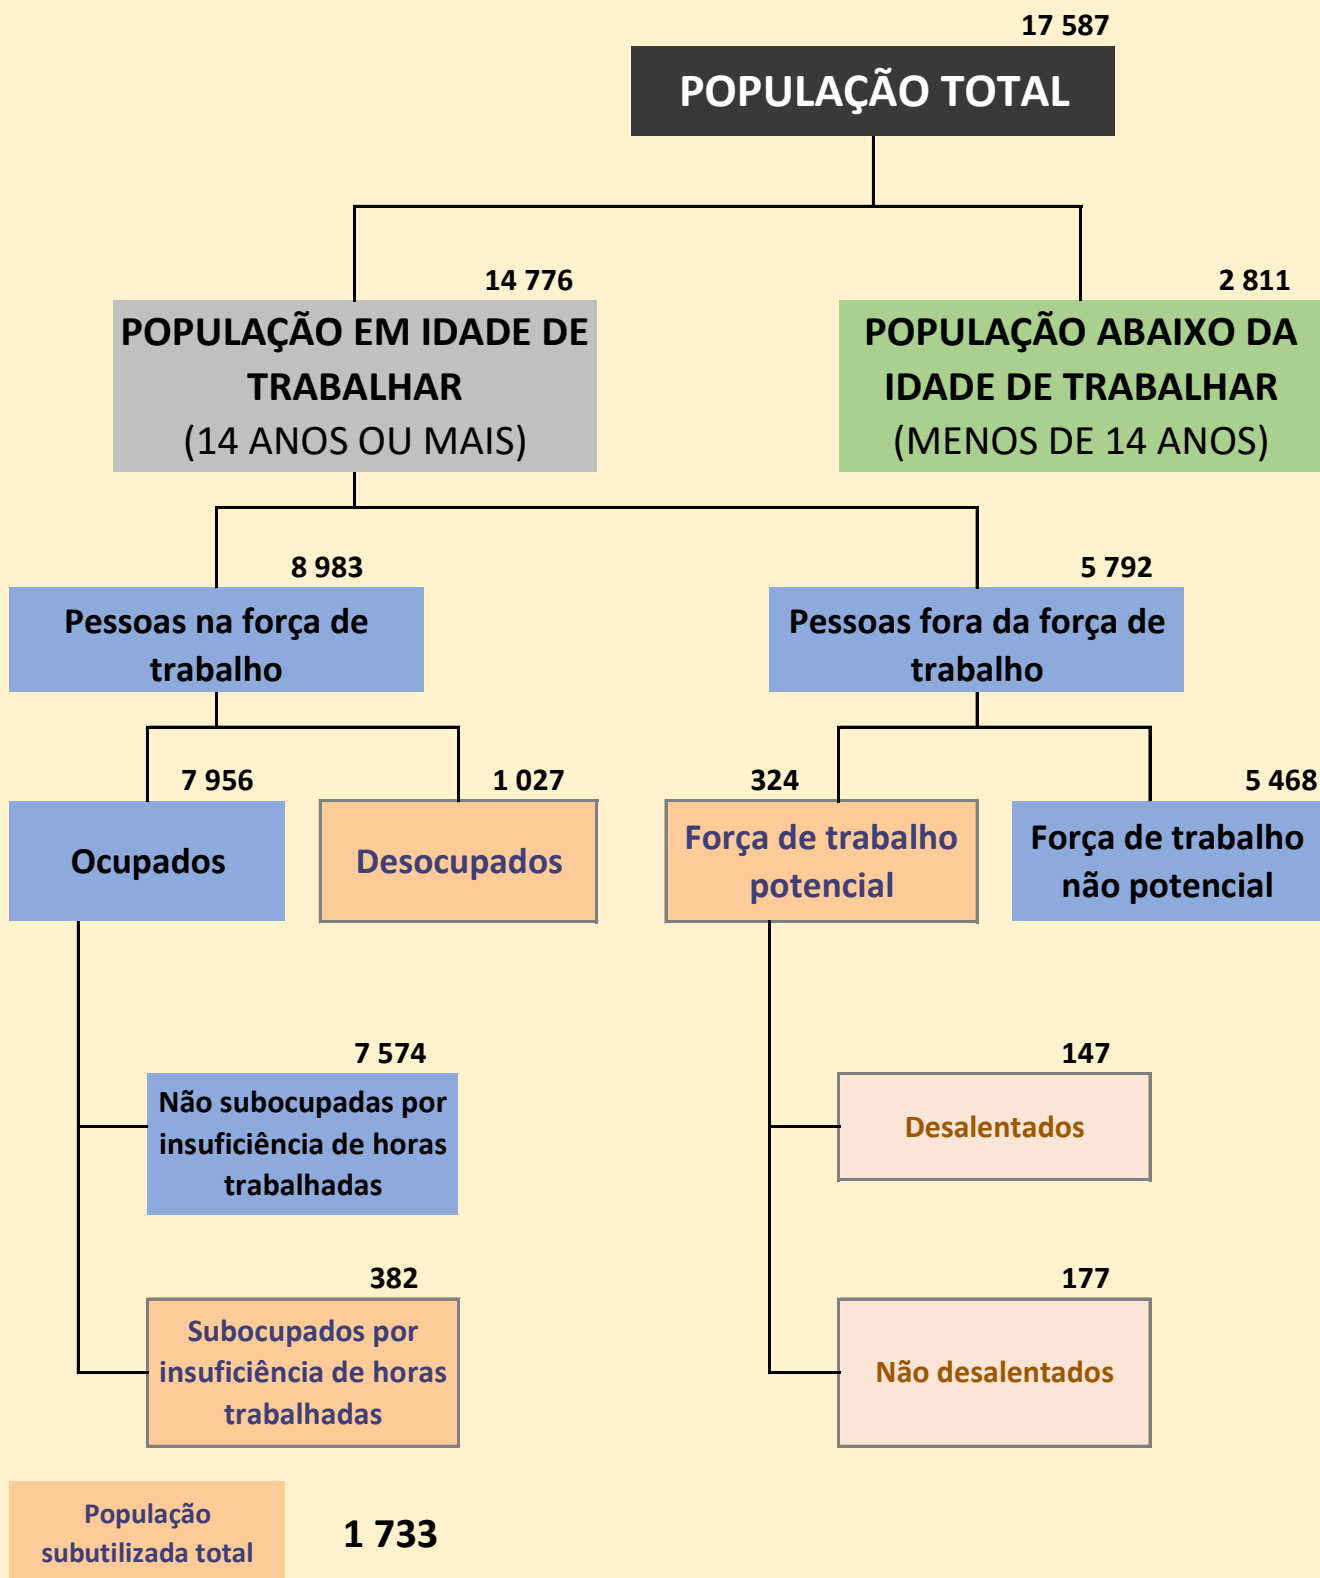 17 587
POPULAÇÃO TOTAL
14 776
POPULAÇÃO EM IDADE DE
TRABALHAR
(14 ANOS OU MAIS)
2 811
POPULAÇÃO ABAIXO DA
IDADE DE TRABALHAR
(MENOS DE 14 ANOS)
8 983
Pessoas na força de
trabalho
5 792
Pessoas fora da força de
trabalho
7 956
Ocupados
1 027
Desocupados
324
Força de trabalho
potencial
5 468
Força de trabalho
não potencial
7 574
Não subocupadas por
insuficiência de horas
trabalhadas
147
Desalentados
382
Subocupados por
insuficiência de horas
trabalhadas
177
Não desalentados
População
subutilizada total
1 733